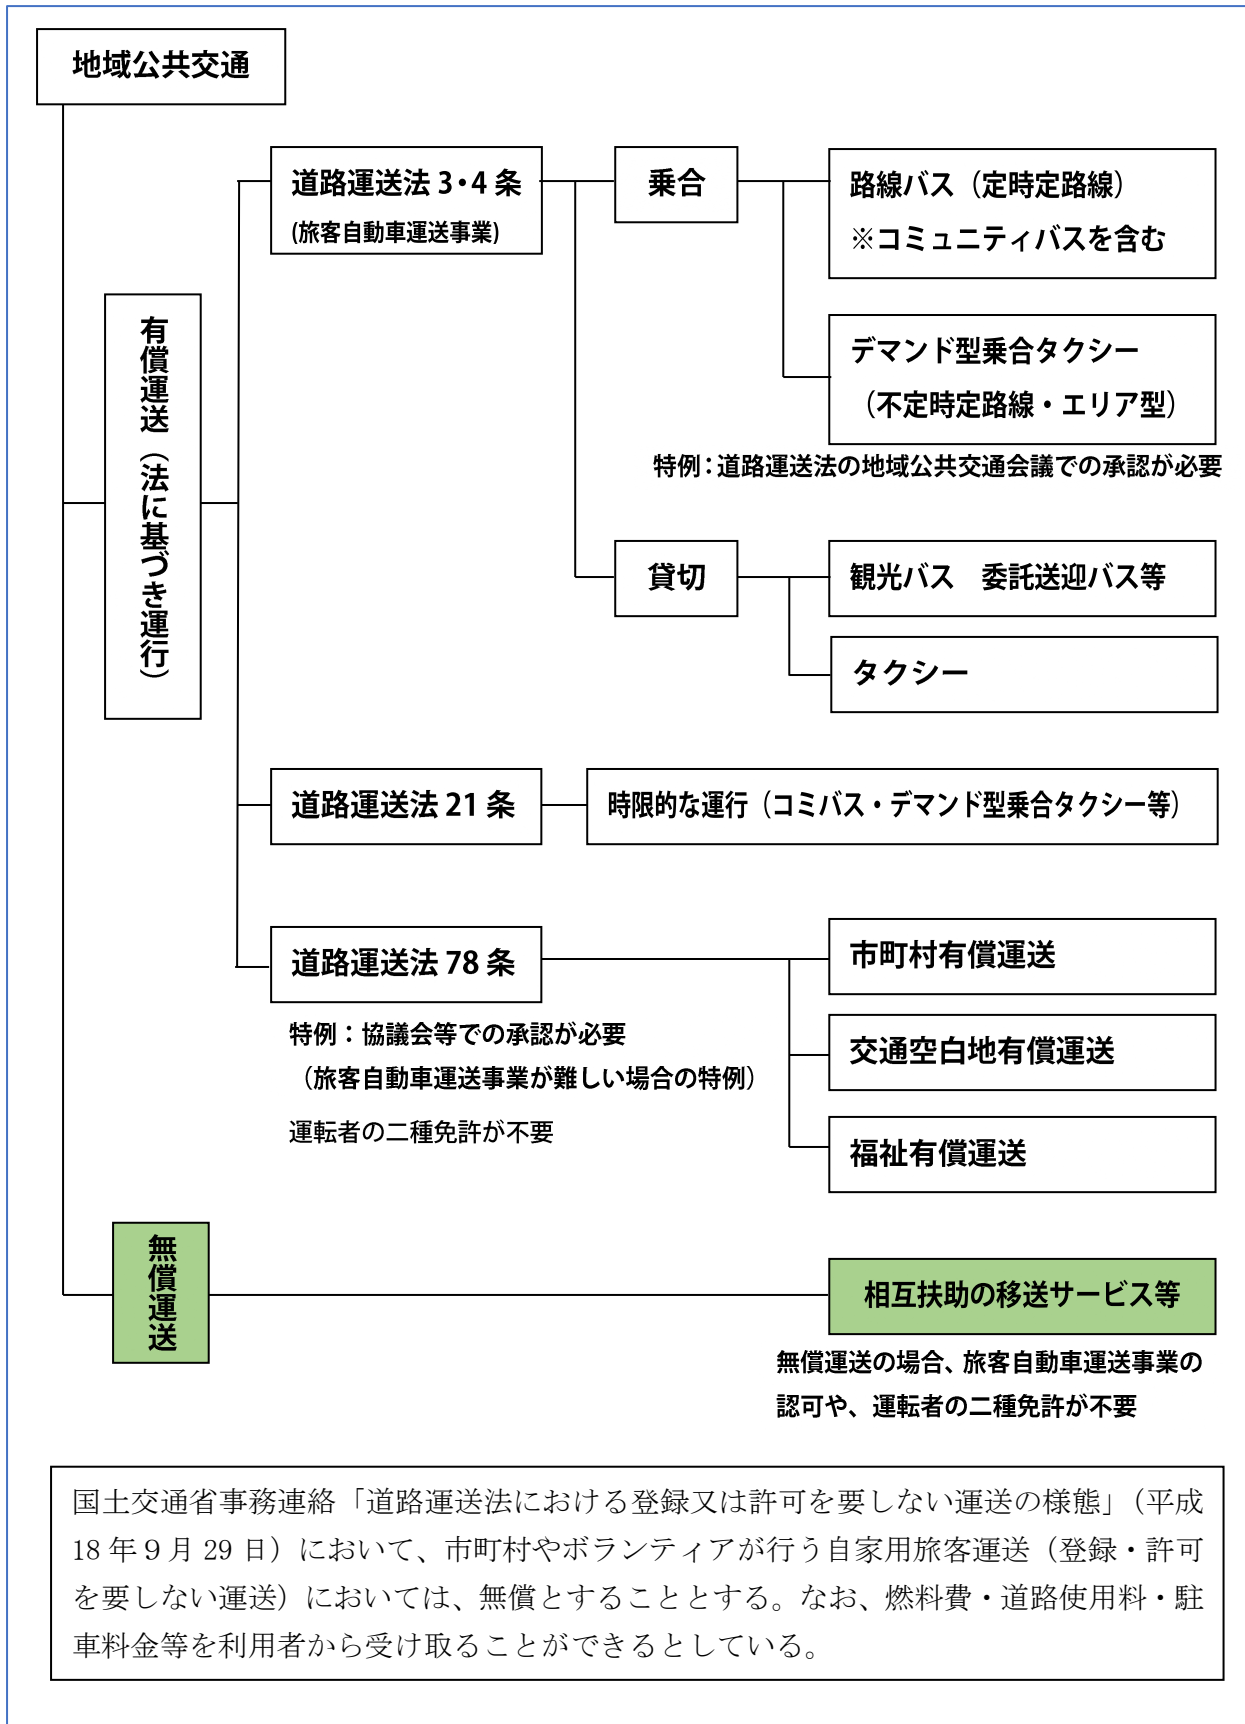 地域公共交通
道路運送法 3・4 条
(旅客自動車運送事業)
乗合
路線バス（定時定路線）
※コミュニティバスを含む
デマンド型乗合タクシー
（不定時定路線・エリア型）
特例：道路運送法の地域公共交通会議での承認が必要
有償運送（法に基づき運行）
貸切
観光バス　委託送迎バス等
タクシー
道路運送法 21 条
時限的な運行（コミバス・デマンド型乗合タクシー等）
道路運送法 78 条
特例：協議会等での承認が必要
（旅客自動車運送事業が難しい場合の特例）
運転者の二種免許が不要
市町村有償運送
交通空白地有償運送
福祉有償運送
無償運送
相互扶助の移送サービス等
無償運送の場合、旅客自動車運送事業の
認可や、運転者の二種免許が不要
国土交通省事務連絡「道路運送法における登録又は許可を要しない運送の様態」（平成
18 年９月 29 日）において、市町村やボランティアが行う自家用旅客運送（登録・許可
を要しない運送）においては、無償とすることとする。なお、燃料費・道路使用料・駐
車料金等を利用者から受け取ることができるとしている。